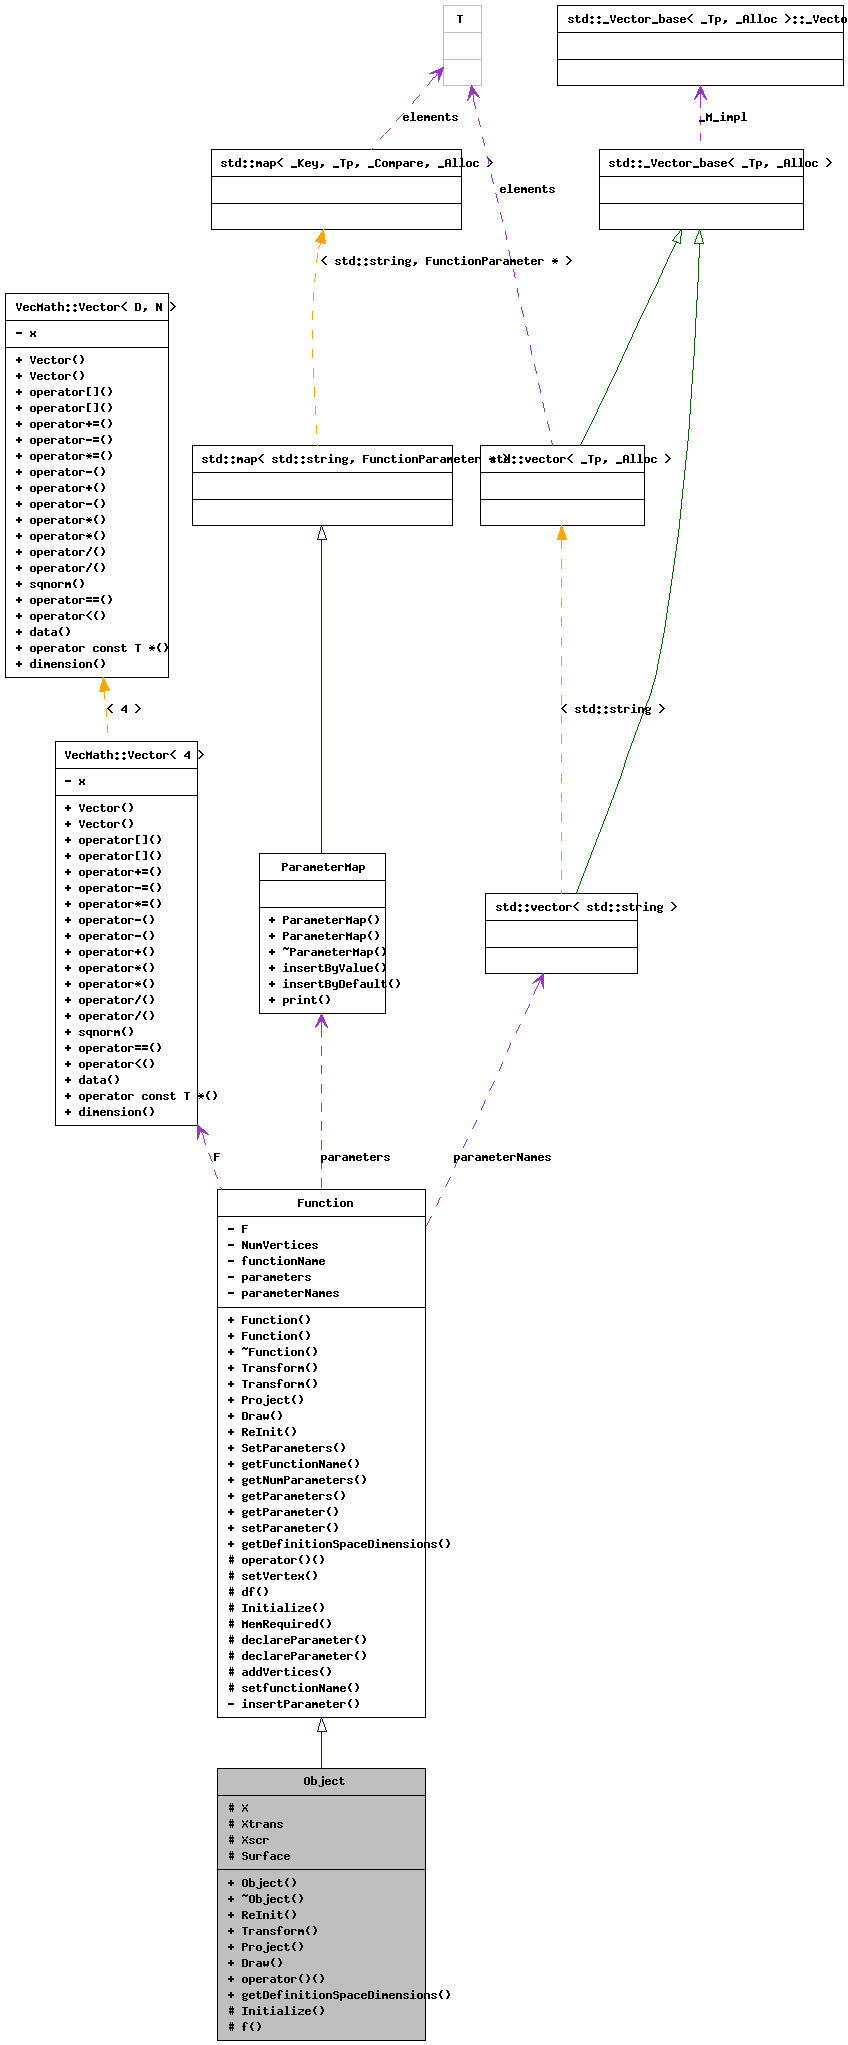 T
std::_Vector_base< _Tp, _Alloc >::_Vecto
elements
_M_impl
std::map< _Key, _Tp, _Compare, _Alloc >
std::_Vector_base< _Tp, _Alloc >
elements
< std::string, FunctionParameter * >
VecMath::Vector< D, N >
- x
+ Vector()
+ Vector()
+ operator[]()
+ operator[]()
+ operator+=()
+ operator-=()
+ operator*=()
+ operator-()
+ operator+()
+ operator-()
+ operator*()
+ operator*()
+ operator/()
+ operator/()
+ sqnorm()
+ operator==()
+ operator<()
+ data()
+ operator const T *()
+ dimension()
std::map< std::string, FunctionParameter * >
std::vector< _Tp, _Alloc >
< 4 >
< std::string >
VecMath::Vector< 4 >
- x
+ Vector()
+ Vector()
+ operator[]()
+ operator[]()
+ operator+=()
+ operator-=()
+ operator*=()
+ operator-()
+ operator-()
+ operator+()
+ operator*()
+ operator*()
+ operator/()
+ operator/()
+ sqnorm()
+ operator==()
+ operator<()
+ data()
+ operator const T *()
+ dimension()
ParameterMap
+ ParameterMap()
+ ParameterMap()
+ ~ParameterMap()
+ insertByValue()
+ insertByDefault()
+ print()
std::vector< std::string >
F
parameters
parameterNames
Function
- F
- NumVertices
- functionName
- parameters
- parameterNames
+ Function()
+ Function()
+ ~Function()
+ Transform()
+ Transform()
+ Project()
+ Draw()
+ ReInit()
+ SetParameters()
+ getFunctionName()
+ getNumParameters()
+ getParameters()
+ getParameter()
+ setParameter()
+ getDefinitionSpaceDimensions()
# operator()()
# setVertex()
# df()
# Initialize()
# MemRequired()
# declareParameter()
# declareParameter()
# addVertices()
# setfunctionName()
- insertParameter()
Object
# X
# Xtrans
# Xscr
# Surface
+ Object()
+ ~Object()
+ ReInit()
+ Transform()
+ Project()
+ Draw()
+ operator()()
+ getDefinitionSpaceDimensions()
# Initialize()
# f()